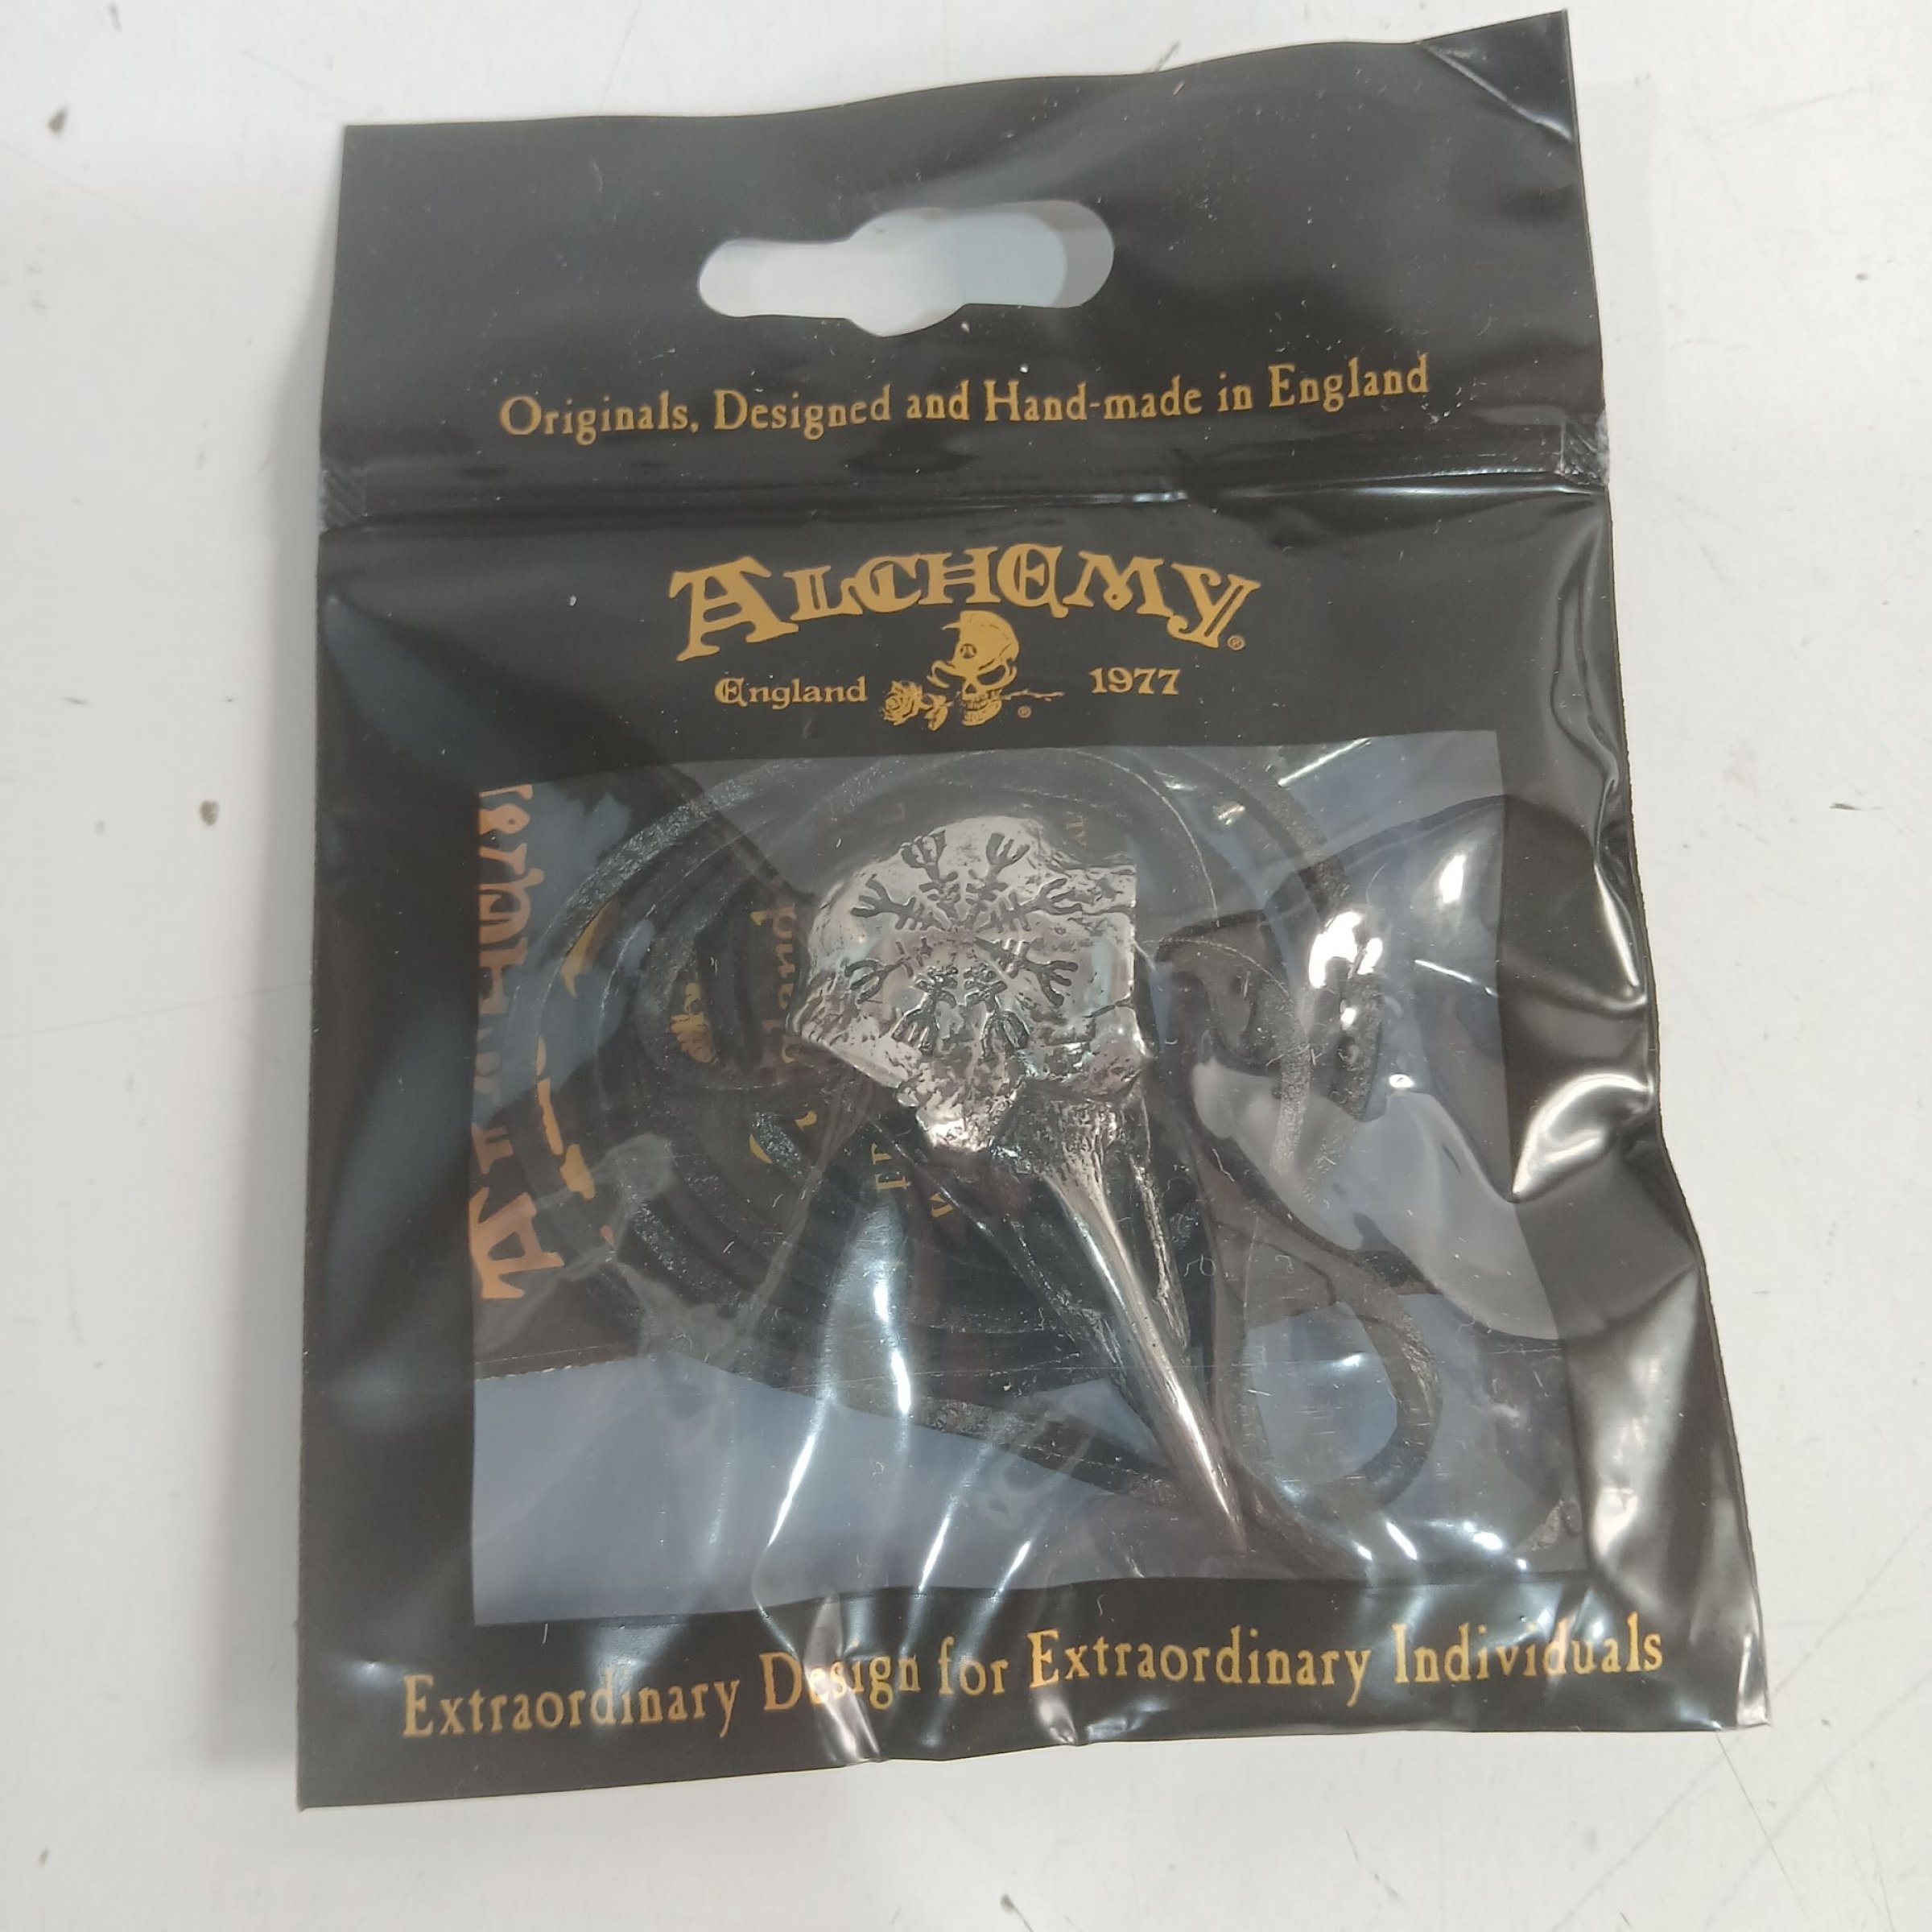 Originals, Designed and Hand-made in England
ALCHEMY®
England ® 1977
Extraordinary Design for Extraordinary Individuals